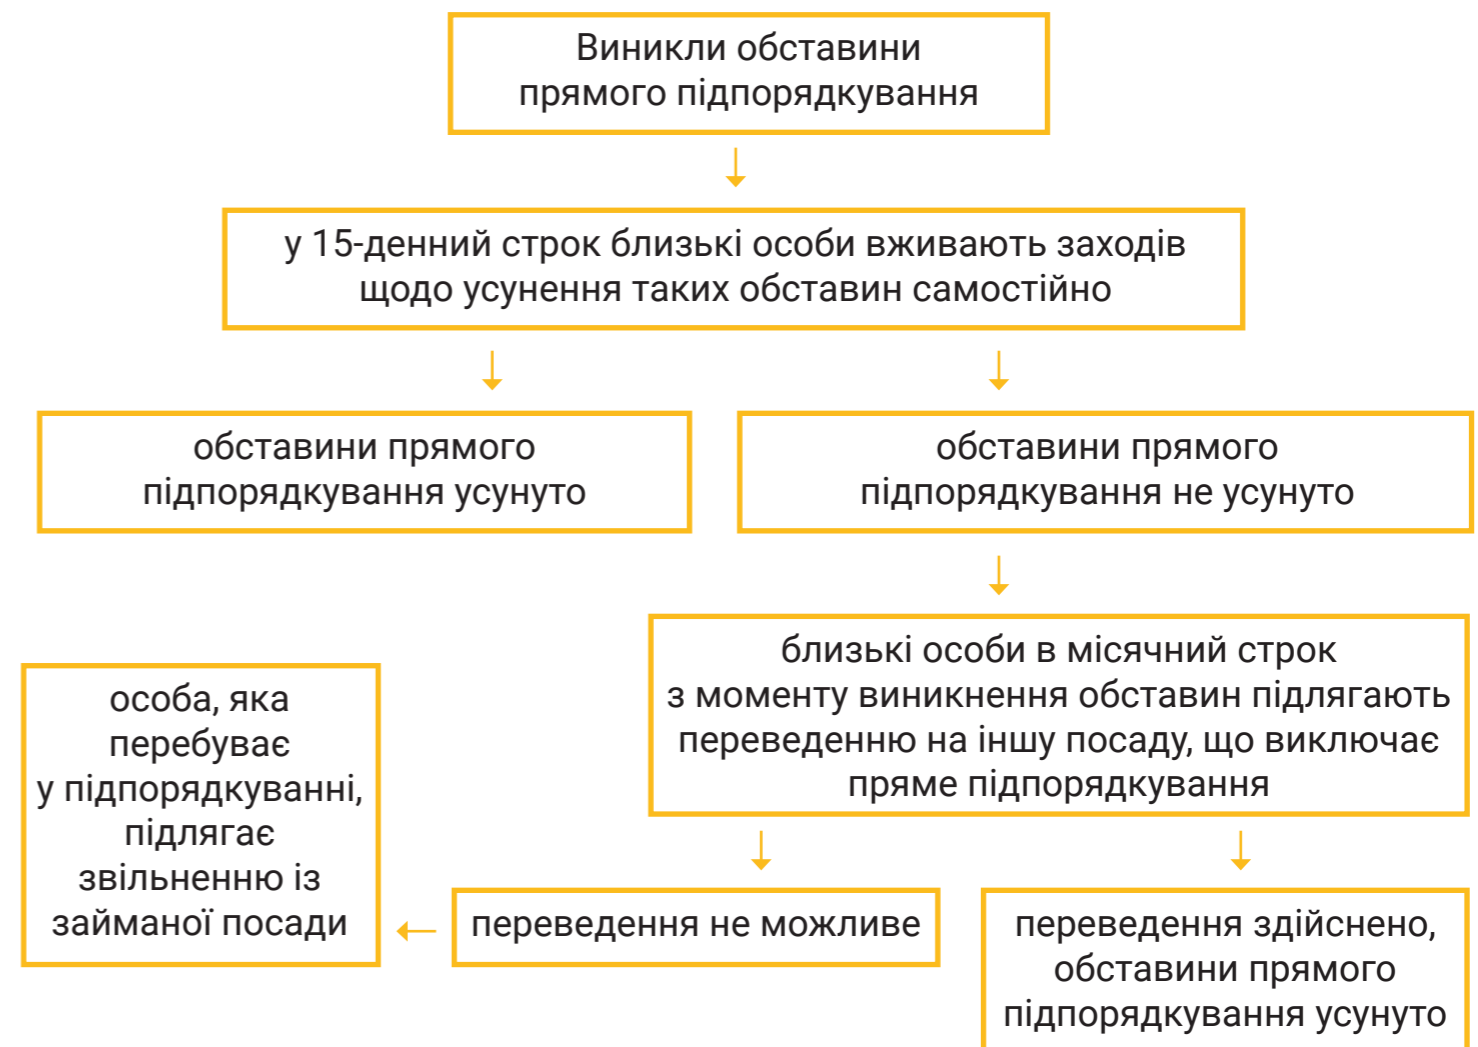 Виникли обставини
прямого підпорядкування
у 15-денний строк близькі особи вживають заходів
щодо усунення таких обставин самостійно
обставини прямого
підпорядкування усунуто
обставини прямого
підпорядкування не усунуто
близькі особи в місячний строк
з моменту виникнення обставин підлягають
переведенню на іншу посаду, що виключає
пряме підпорядкування
особа, яка
перебуває
у підпорядкуванні,
підлягає
звільненню із
займаної посади
переведення не можливе
переведення здійснено,
обставини прямого
підпорядкування усунуто